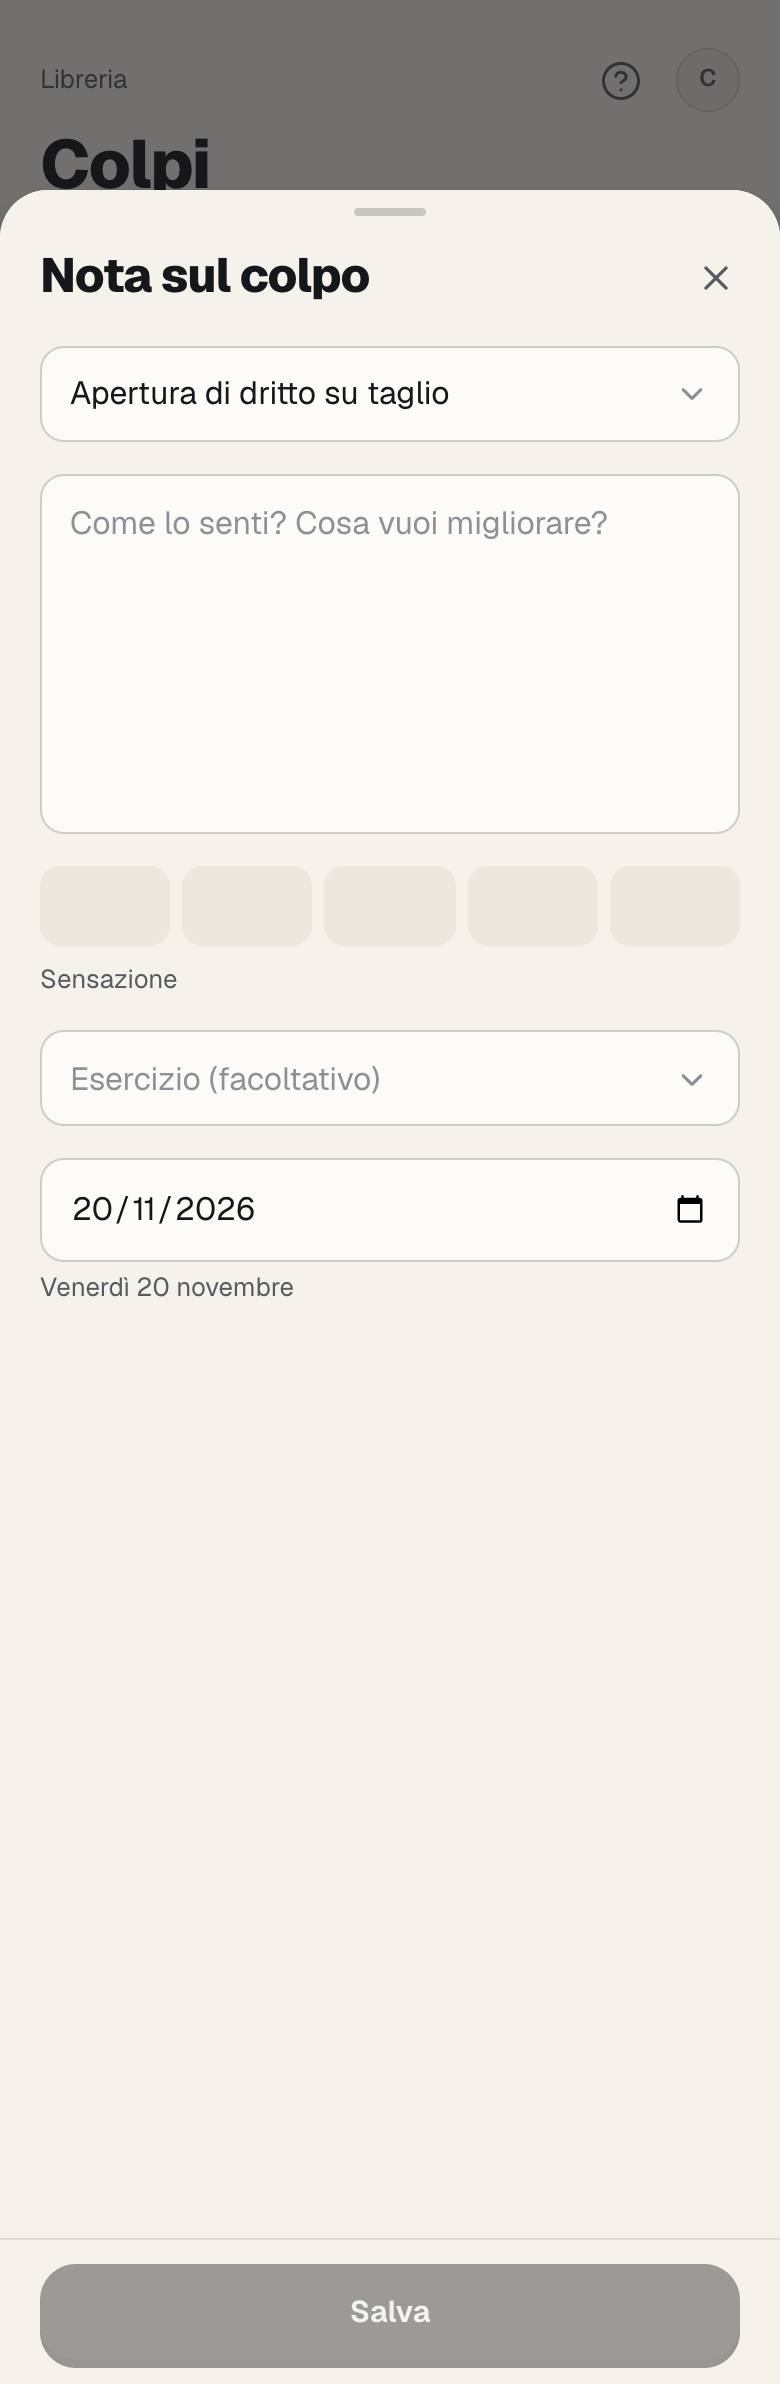 Libreria
C
Colpi
Nota sul colpo
Apertura di dritto su taglio
Come lo senti? Cosa vuoi migliorare?
Sensazione
Esercizio (facoltativo)
20/11/2026
Venerdì 20 novembre
Salva